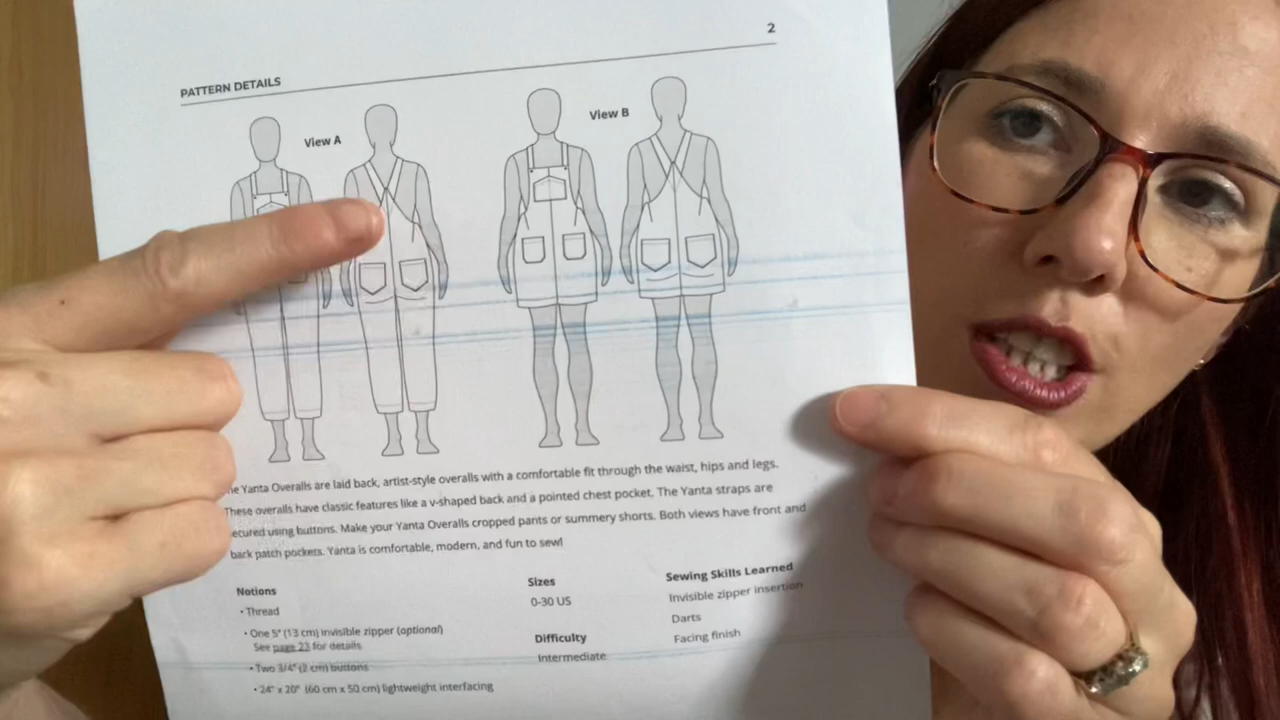 2
PATTERN DETAILS
View A
View B
he Yanta Overalls are laid back, artist-style overalls with a comfortable fit through the waist, hips and legs.
These overalls have classic features like a v-shaped back and a pointed chest pocket. The Yanta straps are
ecured using buttons. Make your Yanta Overalls cropped pants or summery shorts. Both views have front and
back patch pockets. Yanta is comfortable, modern, and fun to sew!
Notions
• Thread
• One 5" (13 cm) invisible zipper (optional)
See page 23 for details
• Two 3/4" (2 cm) buttons
• 24" x 20" (60 cm x 50 cm) lightweight interfacing
Sizes
0-30 US
Difficulty
Intermediate
Sewing Skills Learned
Invisible zipper insertion
Darts
Facing finish